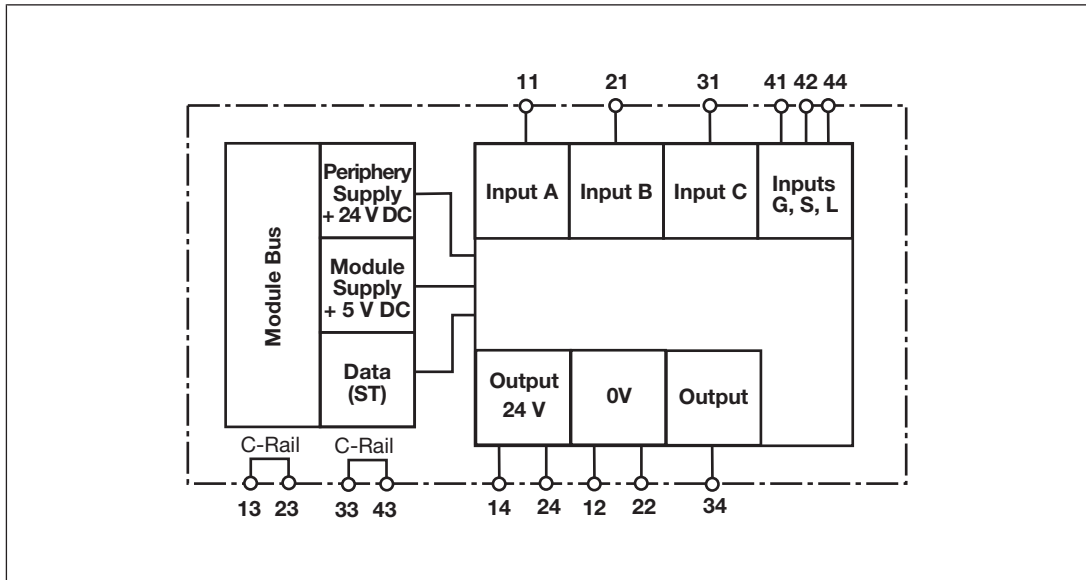 11 21 31 41 42 44
Module Bus
Periphery
Supply
+ 24 V DC
Module
Supply
+ 5 V DC
Data
(ST)
Input A
Input B
Input C
Inputs
G, S, L
Output
24 V
0V
Output
C-Rail
C-Rail
13 23 33 43 14 24 12 22 34